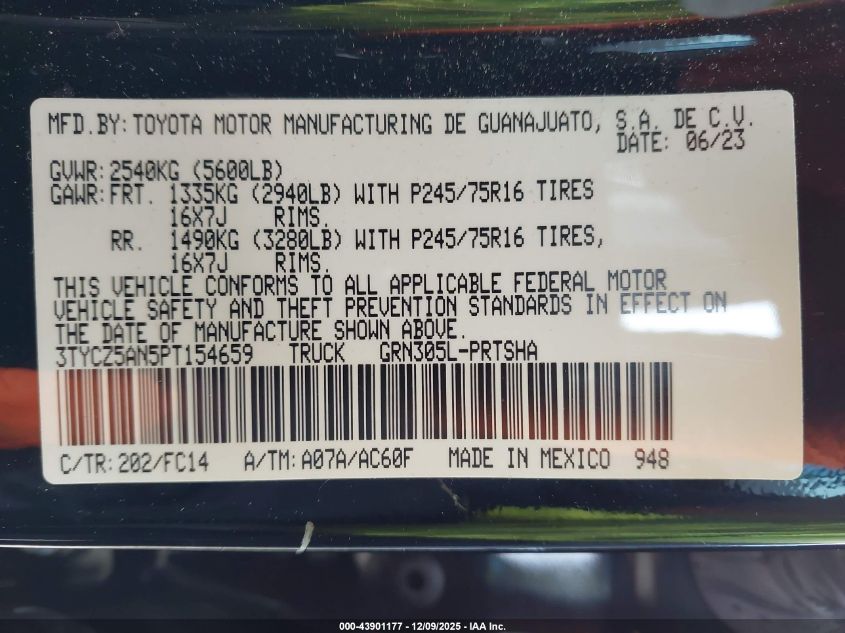 MFD.BY: TOYOTA MOTOR MANUFACTURING DE GUANAJUATO, S.A. DE C.V.
DATE: 06/23
GVWR: 2540KG (5600LB)
GAWR: FRT. 1335KG (2940LB) WITH P245/75R16 TIRES
16X7J RIMS.
RR. 1490KG (3280LB) WITH P245/75R16 TIRES,
16X7J RIMS.
THIS VEHICLE CONFORMS TO ALL APPLICABLE FEDERAL MOTOR
VEHICLE SAFETY AND THEFT PREVENTION STANDARDS IN EFFECT ON
THE DATE OF MANUFACTURE SHOWN ABOVE.
3TYCZ5AN5PT154659 TRUCK GRN305L-PRTSHA
C/TR: 202/FC14 A/TM: A07A/AC60F MADE IN MEXICO 948
000-43901177 - 12/09/2025 - IAA Inc.